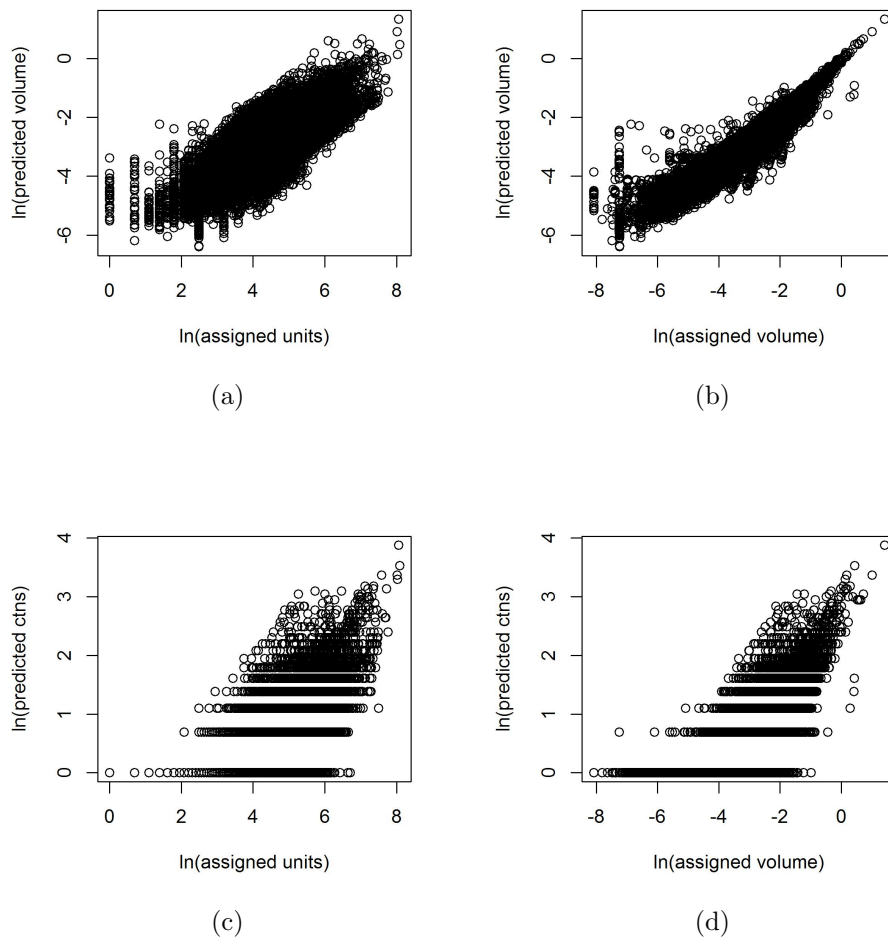 ln(predicted volume)
0
-2
-4
-6
0 2 4 6 8
ln(assigned units)
(a)
ln(predicted volume)
0
-2
-4
-6
-8 -6 -4 -2 0
ln(assigned volume)
(b)
ln(predicted ctns)
4
3
2
1
0
0 2 4 6 8
ln(assigned units)
(c)
ln(predicted ctns)
4
3
2
1
0
-8 -6 -4 -2 0
ln(assigned volume)
(d)